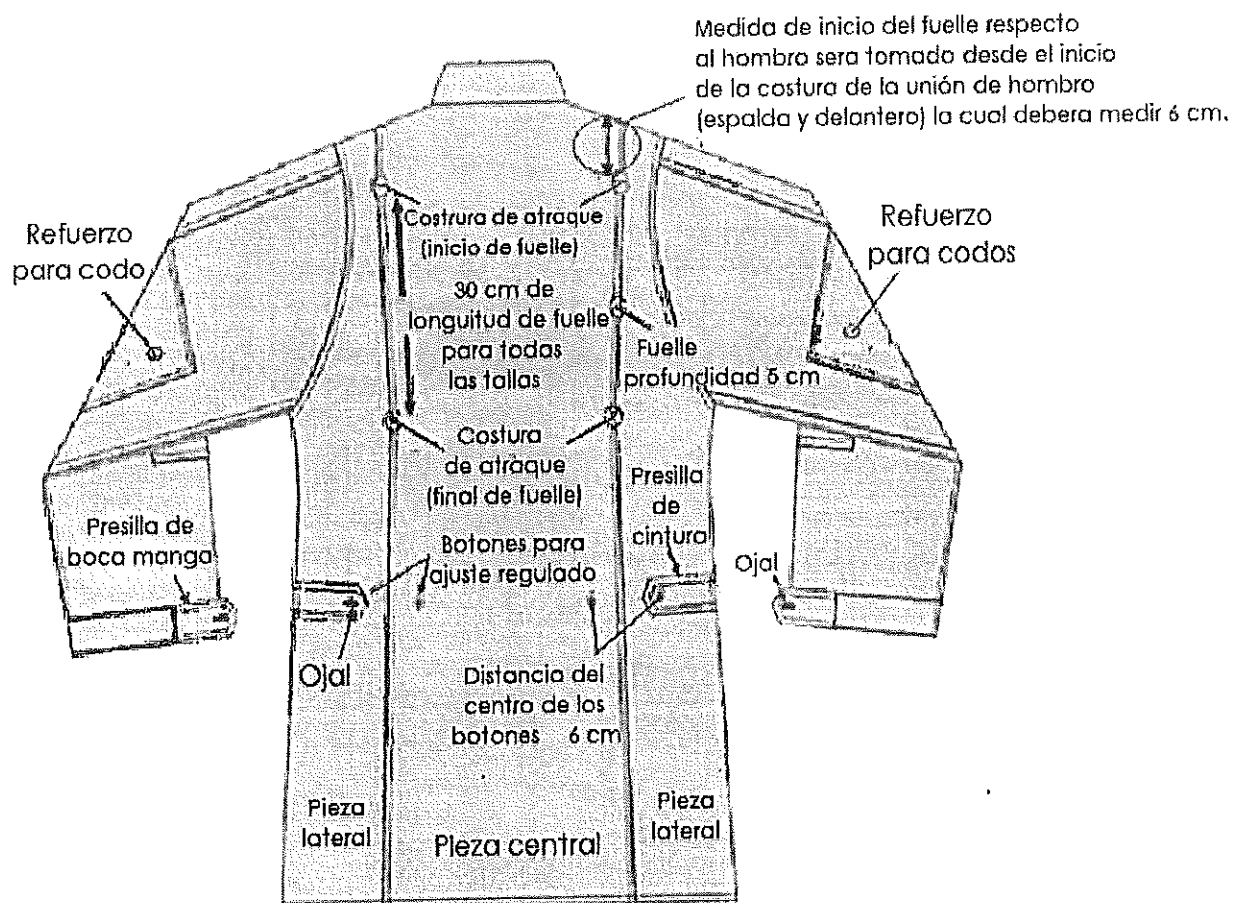 Medida de inicio del fuelle respecto
al hombro sera tomado desde el inicio
de la costura de la unión de hombro
(espalda y delantero) la cual debera medir 6 cm.
Refuerzo
para codo
Costrura de atraque
(inicio de fuelle)
Refuerzo
para codos
30 cm de
longuitud de fuelle
para todas
las tallas
Fuelle
profundidad 5 cm
Costura
de atraque
(final de fuelle)
Presilla
de
cintura
Presilla de
boca manga
Botones para
ajuste regulado
Ojal
Ojal
Distancia del
centro de los
botones 6 cm
Pieza
lateral
Pieza central
Pieza
lateral